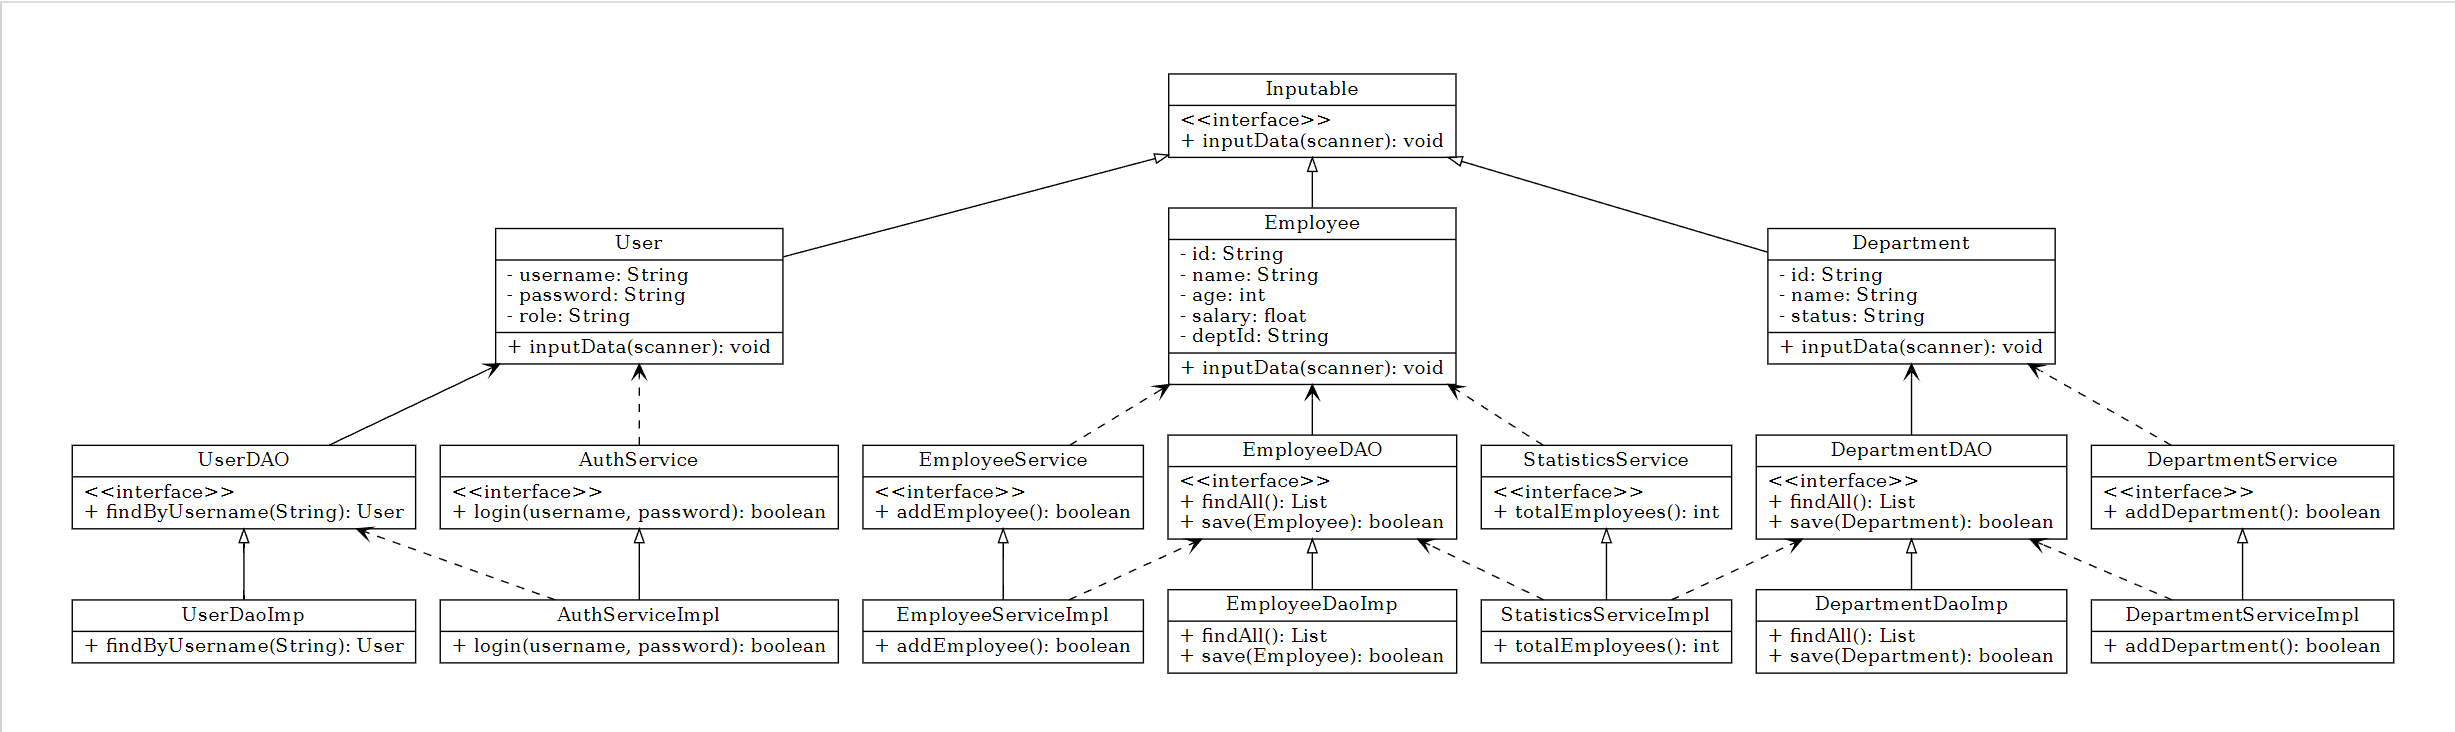 Inputable
<<interface>>
+ inputData(scanner): void
User
- username: String
- password: String
- role: String
+ inputData(scanner): void
Employee
- id: String
- name: String
- age: int
- salary: float
- deptId: String
+ inputData(scanner): void
Department
- id: String
- name: String
- status: String
+ inputData(scanner): void
UserDAO
<<interface>>
+ findByUsername(String): User
AuthService
<<interface>>
+ login(username, password): boolean
EmployeeService
<<interface>>
+ addEmployee(): boolean
EmployeeDAO
<<interface>>
+ findAll(): List
+ save(Employee): boolean
StatisticsService
<<interface>>
+ totalEmployees(): int
DepartmentDAO
<<interface>>
+ findAll(): List
+ save(Department): boolean
DepartmentService
<<interface>>
+ addDepartment(): boolean
UserDaoImp
+ findByUsername(String): User
AuthServiceImpl
+ login(username, password): boolean
EmployeeServiceImpl
+ addEmployee(): boolean
EmployeeDaoImp
+ findAll(): List
+ save(Employee): boolean
StatisticsServiceImpl
+ totalEmployees(): int
DepartmentDaoImp
+ findAll(): List
+ save(Department): boolean
DepartmentServiceImpl
+ addDepartment(): boolean